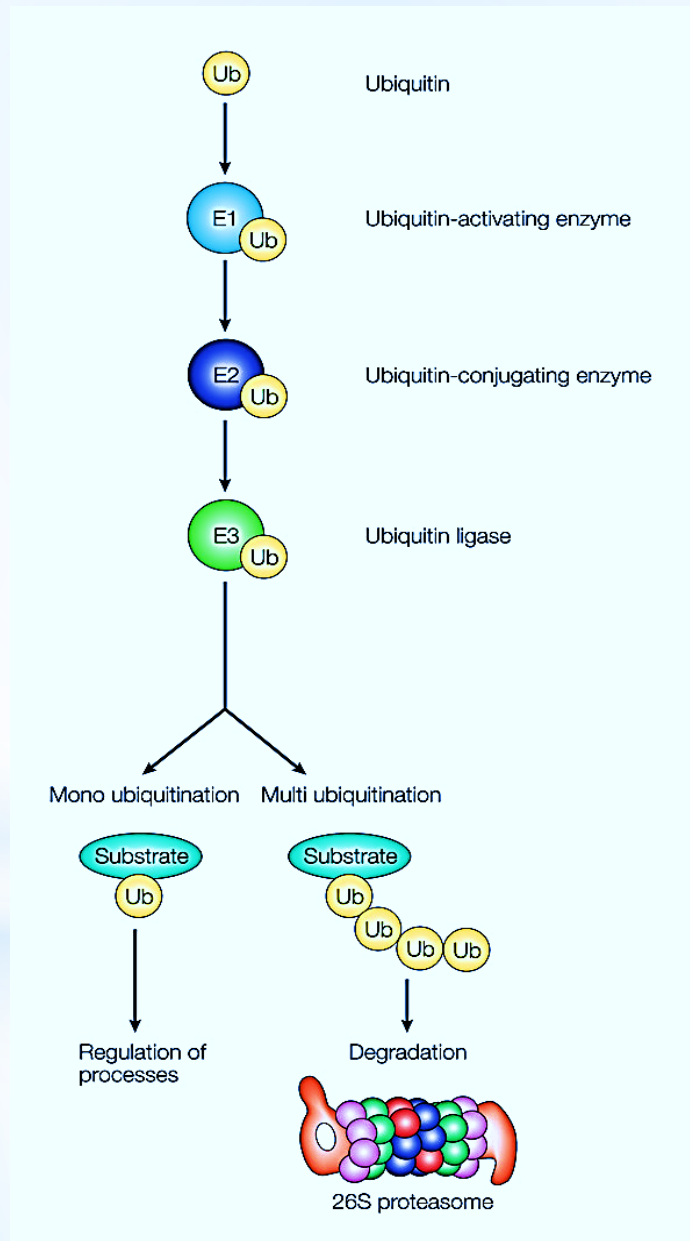 Ub
Ubiquitin
E1
Ub
Ubiquitin-activating enzyme
E2
Ub
Ubiquitin-conjugating enzyme
E3
Ub
Ubiquitin ligase
Mono ubiquitination
Multi ubiquitination
Substrate
Substrate
Ub
Ub
Ub
Ub
Ub
Regulation of
processes
Degradation
26S proteasome